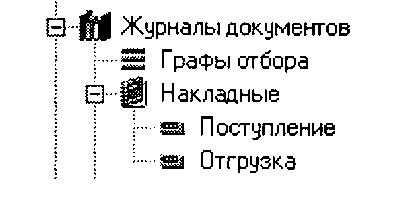 Журналы документов
Графы отбора
Накладные
Поступление
Отгрузка